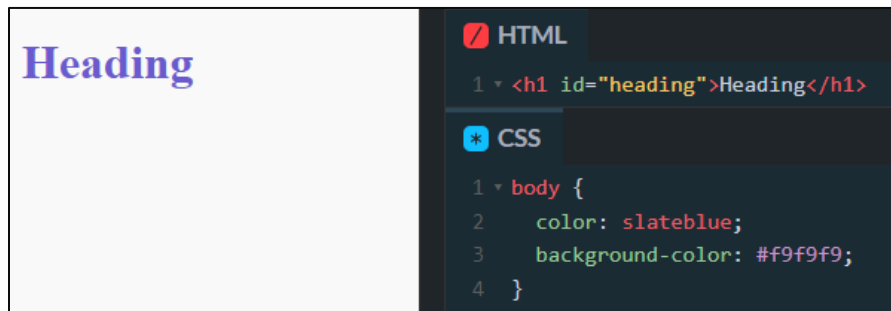 Heading
HTML
1 <h1 id="heading">Heading</h1>
CSS
1 body {
2 color: slateblue;
3 background-color: #f9f9f9;
4 }